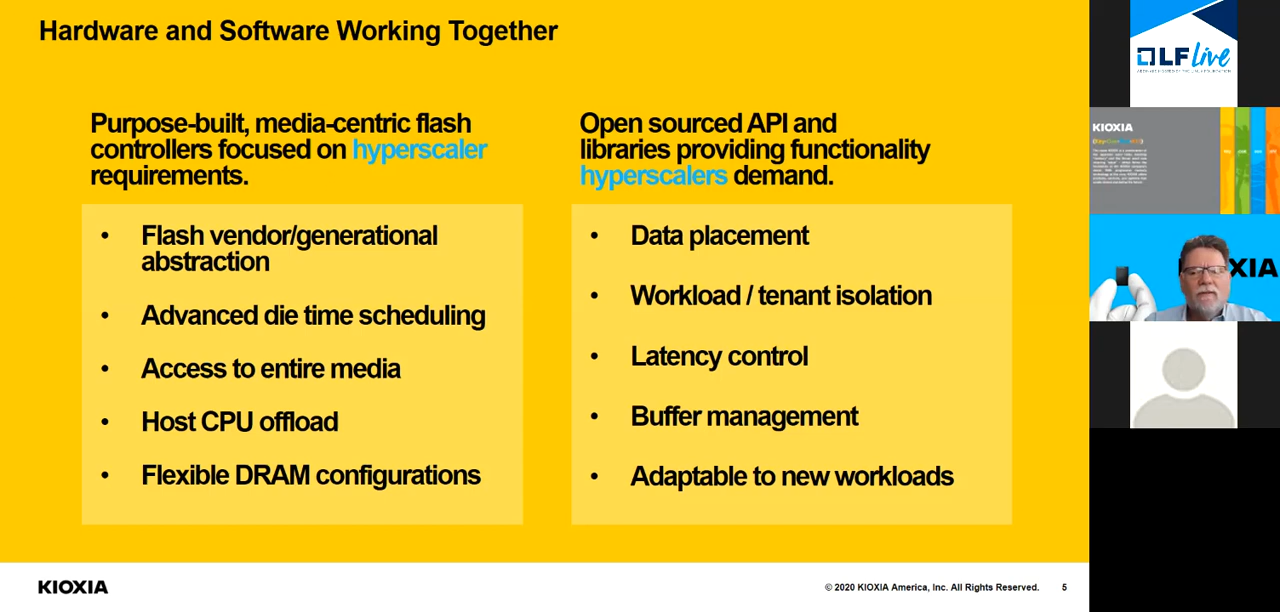 Hardware and Software Working Together
Purpose-built, media-centric flash
controllers focused on hyperscaler
requirements.
• Flash vendor/generational
abstraction
• Advanced die time scheduling
• Access to entire media
• Host CPU offload
• Flexible DRAM configurations
Open sourced API and
libraries providing functionality
hyperscalers demand.
• Data placement
• Workload / tenant isolation
• Latency control
• Buffer management
• Adaptable to new workloads
KIOXIA
© 2020 KIOXIA America, Inc. All Rights Reserved. 5
LF Live
KIOXIA
XIA